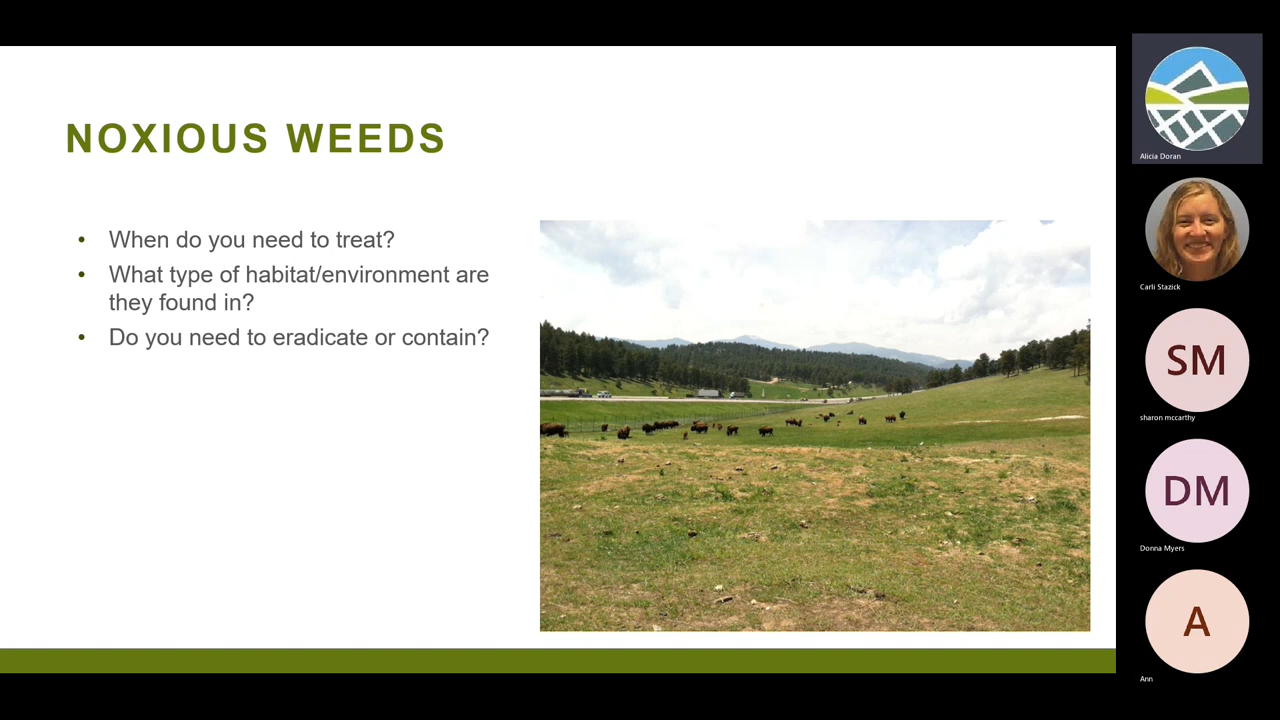 NOXIOUS WEEDS
• When do you need to treat?
• What type of habitat/environment are
they found in?
• Do you need to eradicate or contain?
Alicia Doran
Carli Stazick
SM
sharon mccarthy
DM
Donna Myers
A
Ann